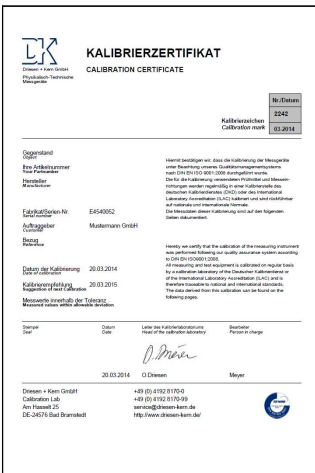 DK
Driesen + Kern GmbH
Physikalisch-Technische
Messgeräte
KALIBRIERZERTIFIKAT
CALIBRATION CERTIFICATE
Nr./Datum
2242
Kalibrierzeichen
Calibration mark
03.2014
Gegenstand
Object
Ihre Artikelnummer
Your Partnumber
Hersteller
Manufacturer
Fabrikat/Serien-Nr.
Serial number
E4540052
Auftraggeber
Customer
Mustermann GmbH
Bezug
Reference
Datum der Kalibrierung
Date of calibration
20.03.2014
Kalibrierempfehlung
Suggestion of next Calibration
20.03.2015
Messwerte innerhalb der Toleranz
Measured values within allowable deviation
Hiermit bestätigen wir, dass die Kalibrierung der Messgeräte
unter Beachtung unseres Qualitätsmanagementsystems
nach DIN EN ISO 9001:2008 durchgeführt wurde.
Die für die Kalibrierung verwendeten Prüfmittel und Messein-
richtungen werden regelmäßig in einer Kalibrierstelle des
deutschen Kalibrierdienstes (DKD) oder des International
Laboratory Accreditation (ILAC) kalibriert und sind rückführbar
auf nationale und internationale Normale.
Die Messdaten dieser Kalibrierung sind auf den folgenden
Seiten dokumentiert.
Hereby we certify that the calibration of the measuring instrument
was performed following our quality assurance system according
to DIN EN ISO9001:2008.
All measuring and test equipment is calibrated on regular basis
by a calibration laboratory of the Deutscher Kalibrierdienst or
of the International Laboratory Accreditation (ILAC) and is
therefore traceable to national and international standards.
The data derived from this calibration can be found on the
following pages.
Stempel
Seal
Datum
Date
Leiter des Kalibrierlaboratoriums
Head of the calibration laboratory
Bearbeiter
Person in charge
20.03.2014
O.Driesen
Meyer
Driesen + Kern GmbH
Calibration Lab
Am Hasselt 25
DE-24576 Bad Bramstedt
+49 (0) 4192 8170-0
+49 (0) 4192 8170-99
service@driesen-kern.de
http://www.driesen-kern.de/